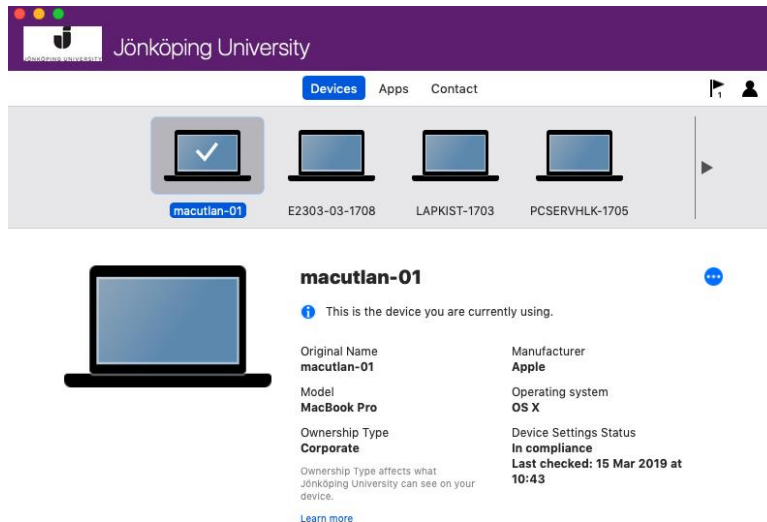 JÖNKÖPING UNIVERSITY
Jönköping University
Devices Apps Contact
1
macutlan-01 E2303-03-1708 LAPKIST-1703 PCSERVHLK-1705
macutlan-01
This is the device you are currently using.
Original Name
macutlan-01
Manufacturer
Apple
Model
MacBook Pro
Operating system
OS X
Ownership Type
Corporate
Ownership Type affects what
Jönköping University can see on your
device.
Learn more
Device Settings Status
In compliance
Last checked: 15 Mar 2019 at
10:43